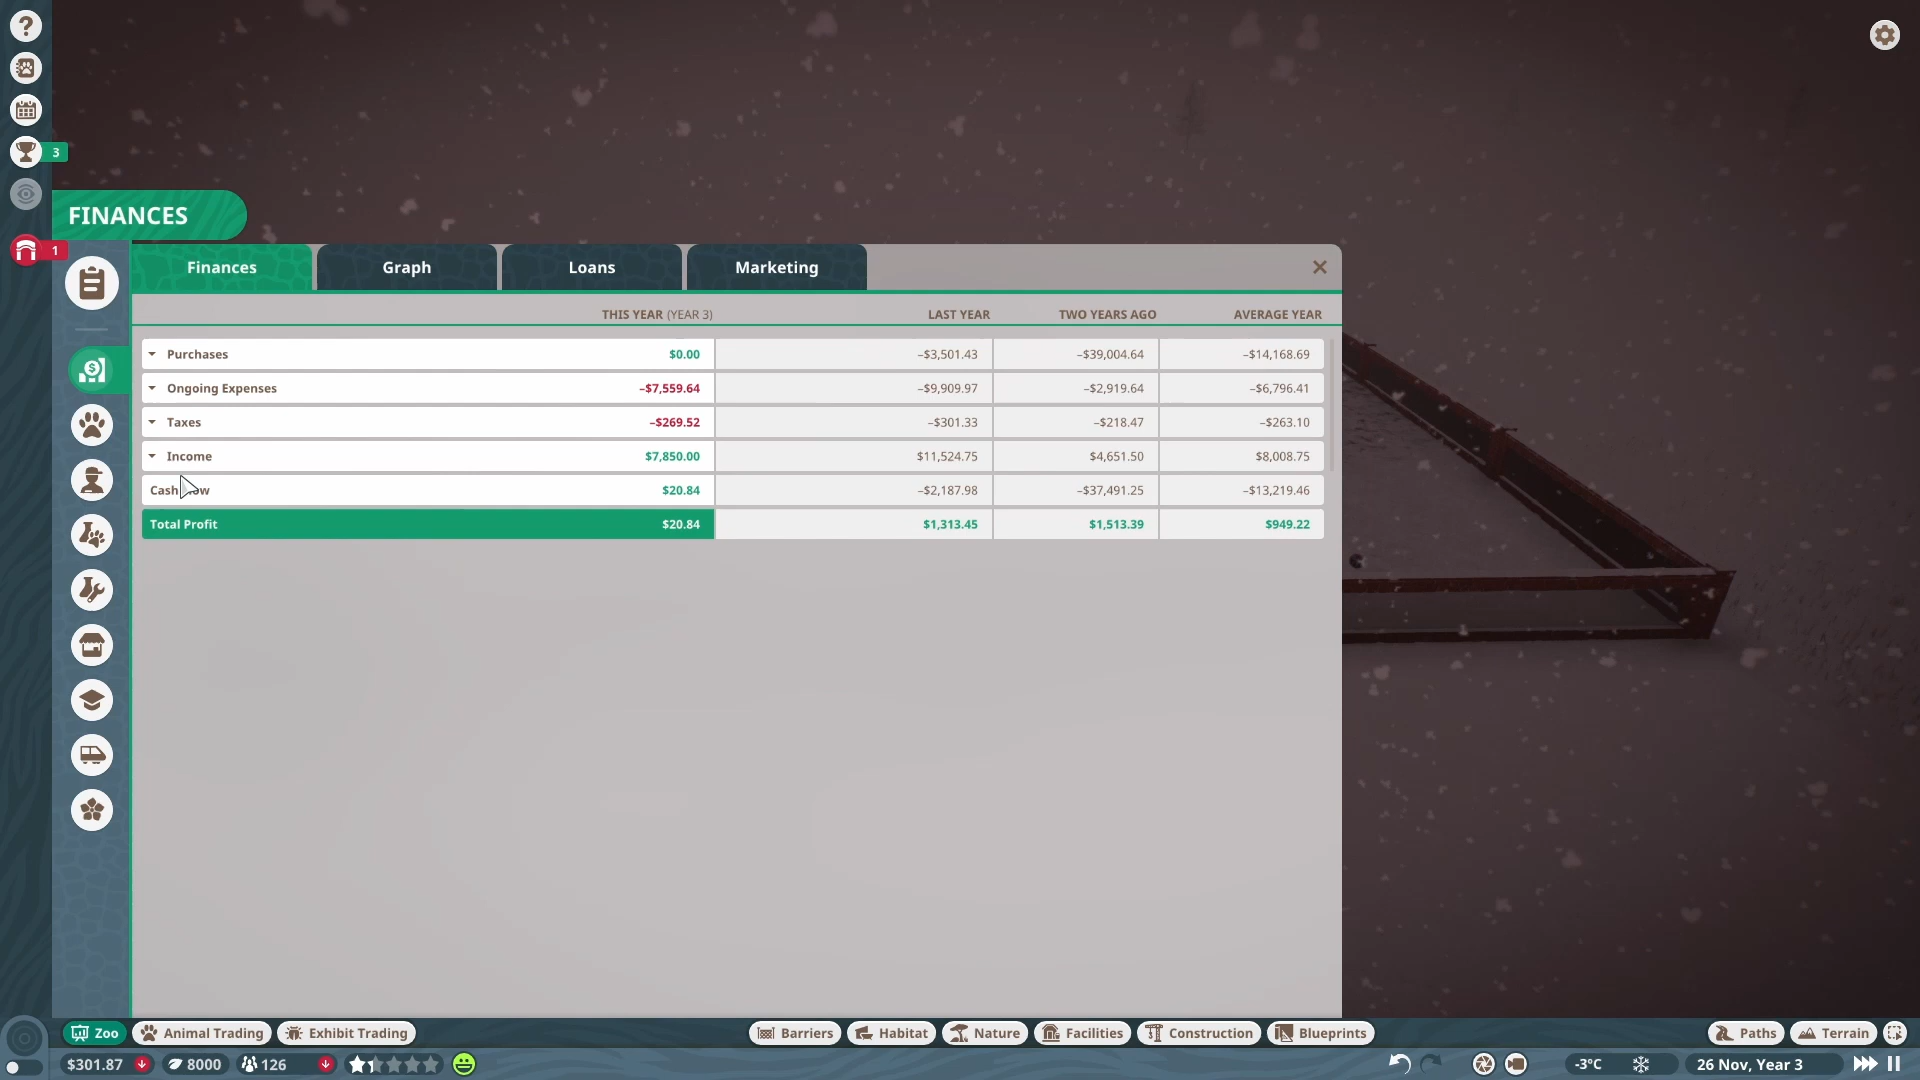 3
FINANCES
1
Finances Graph Loans Marketing
THIS YEAR (YEAR 3) LAST YEAR TWO YEARS AGO AVERAGE YEAR
Purchases $0.00 –$3,501.43 –$39,004.64 –$14,168.69
Ongoing Expenses –$7,559.64 –$9,909.97 –$2,919.64 –$6,796.41
Taxes –$269.52 –$301.33 –$218.47 –$263.10
Income $7,850.00 $11,524.75 $4,651.50 $8,008.75
Cash $20.84 –$2,187.98 –$37,491.25 –$13,219.46
Total Profit $20.84 $1,313.45 $1,513.39 $949.22
Zoo Animal Trading Exhibit Trading Barriers Habitat Nature Facilities Construction Blueprints Paths Terrain
$301.87 8000 126 -3°C 26 Nov, Year 3